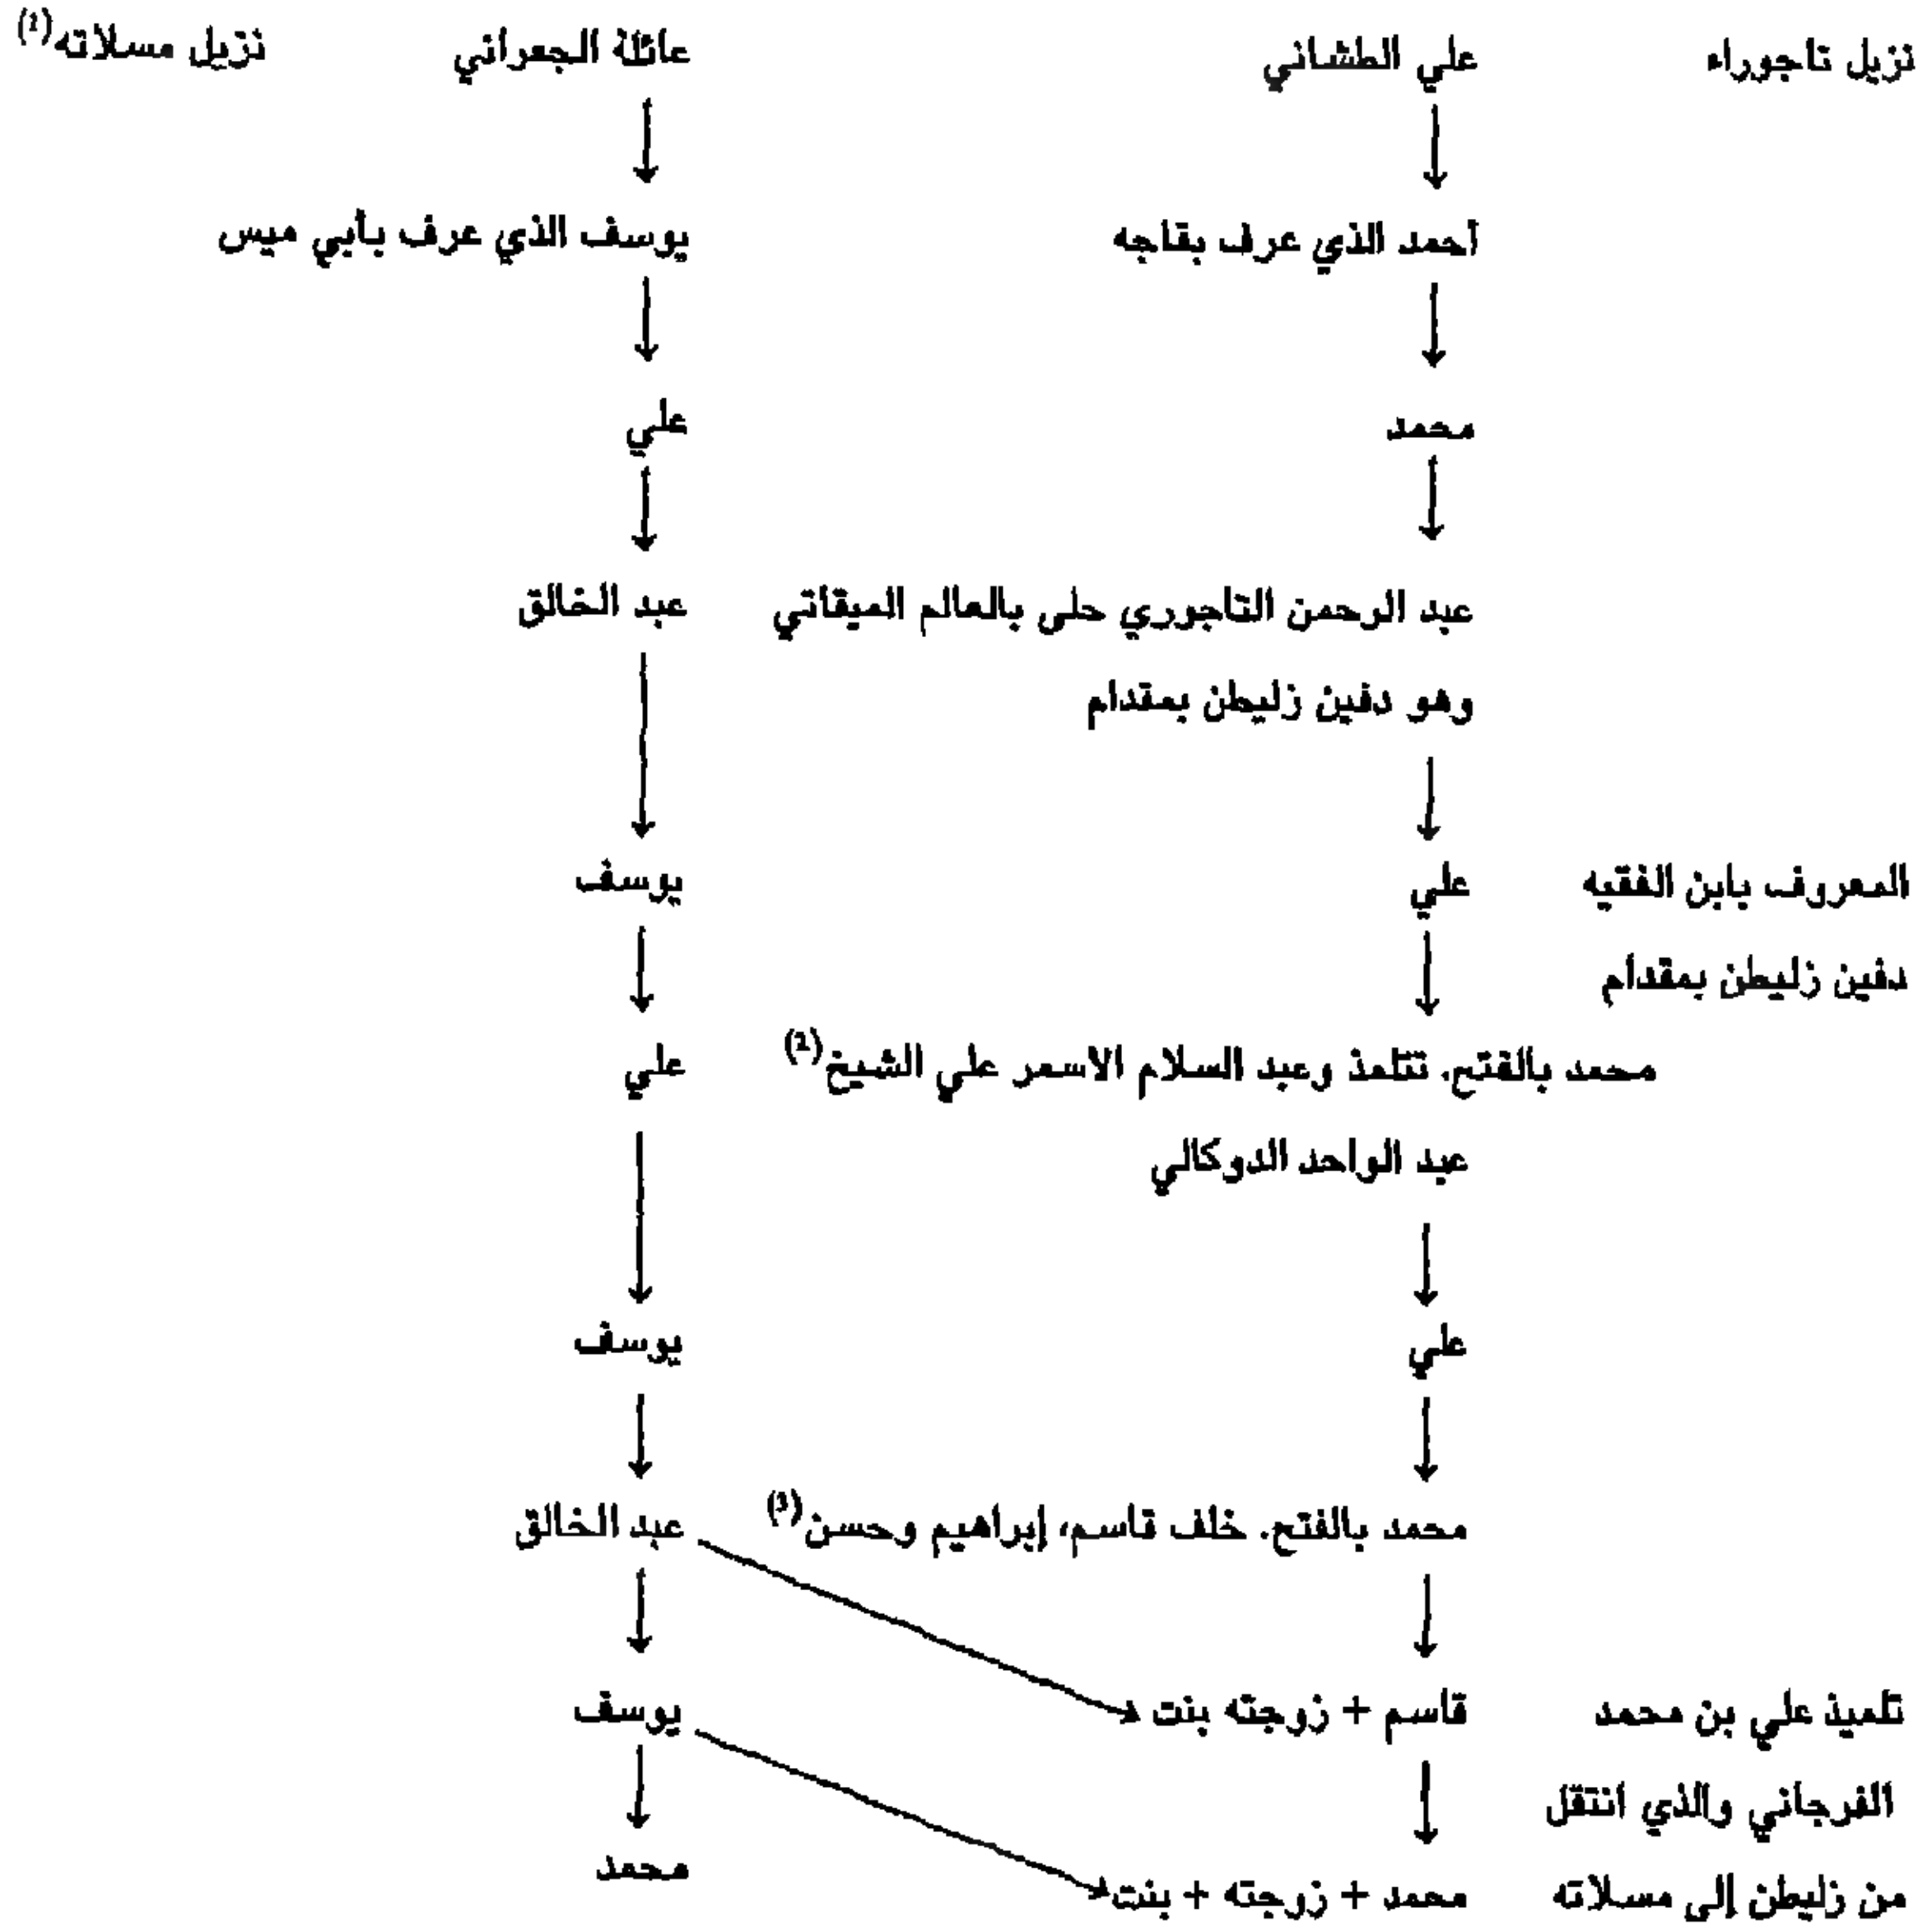 نزيل تاجوراء علي الطشاني عائلة الجعراني نزيل مسلاته(1)
أحمد الذي عرف بقاجه يوسف الذي عرف بأبي ميس
محمد علي
عبد الرحمن التاجوري حلى بالعالم الميقاتي عبد الخالق
وهو دفين زليطن بمقدام
المعروف بابن الفقيه علي يوسف
دفين زليطن بمقدام
محمد بالفتح. تتلمذ وعبد السلام الاسمر علي الشيخ(2) علي
عبد الواحد الدوكالي
علي يوسف
محمد بالفتح. خلف قاسم، إبراهيم وحسن(3) عبد الخالق
تلميذ علي بن محمد قاسم + زوجته بنت يوسف
الفرجاني والذي انتقل
من زليطن إلى مسلاته محمد + زوجته + بنت محمد